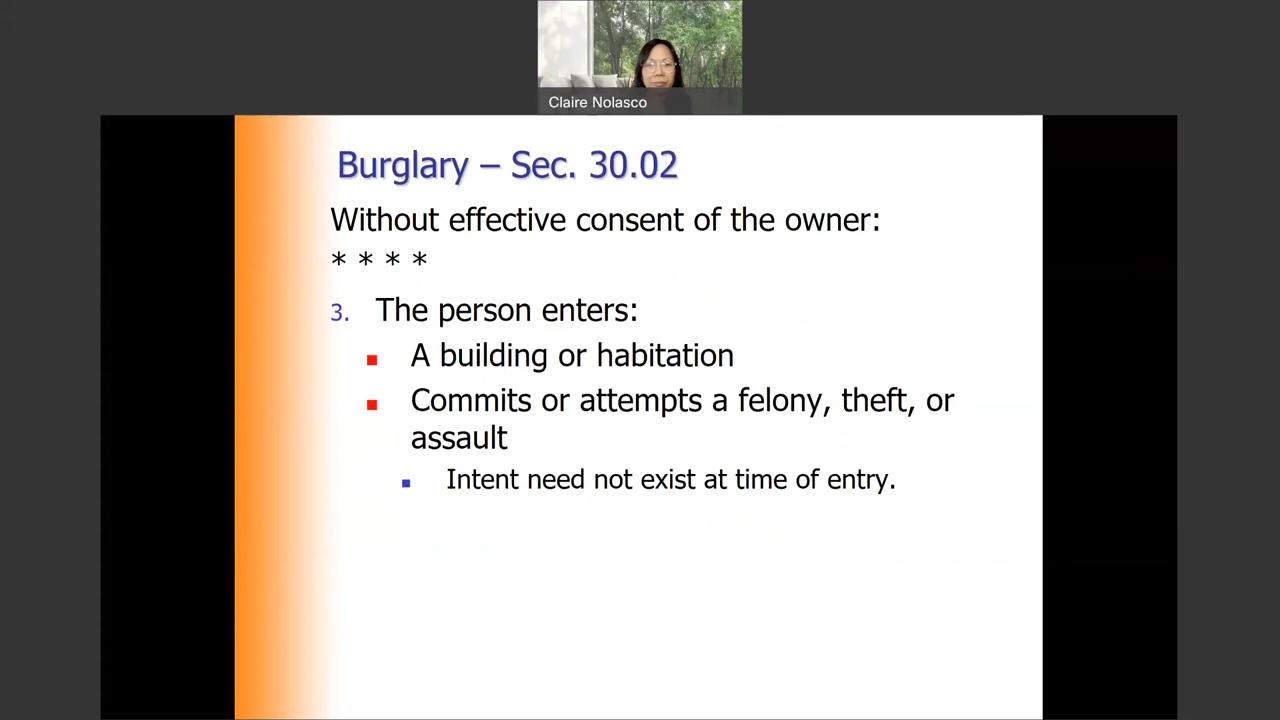 Claire Nolasco
Burglary – Sec. 30.02
Without effective consent of the owner:
* * * *
3. The person enters:
A building or habitation
Commits or attempts a felony, theft, or
assault
Intent need not exist at time of entry.